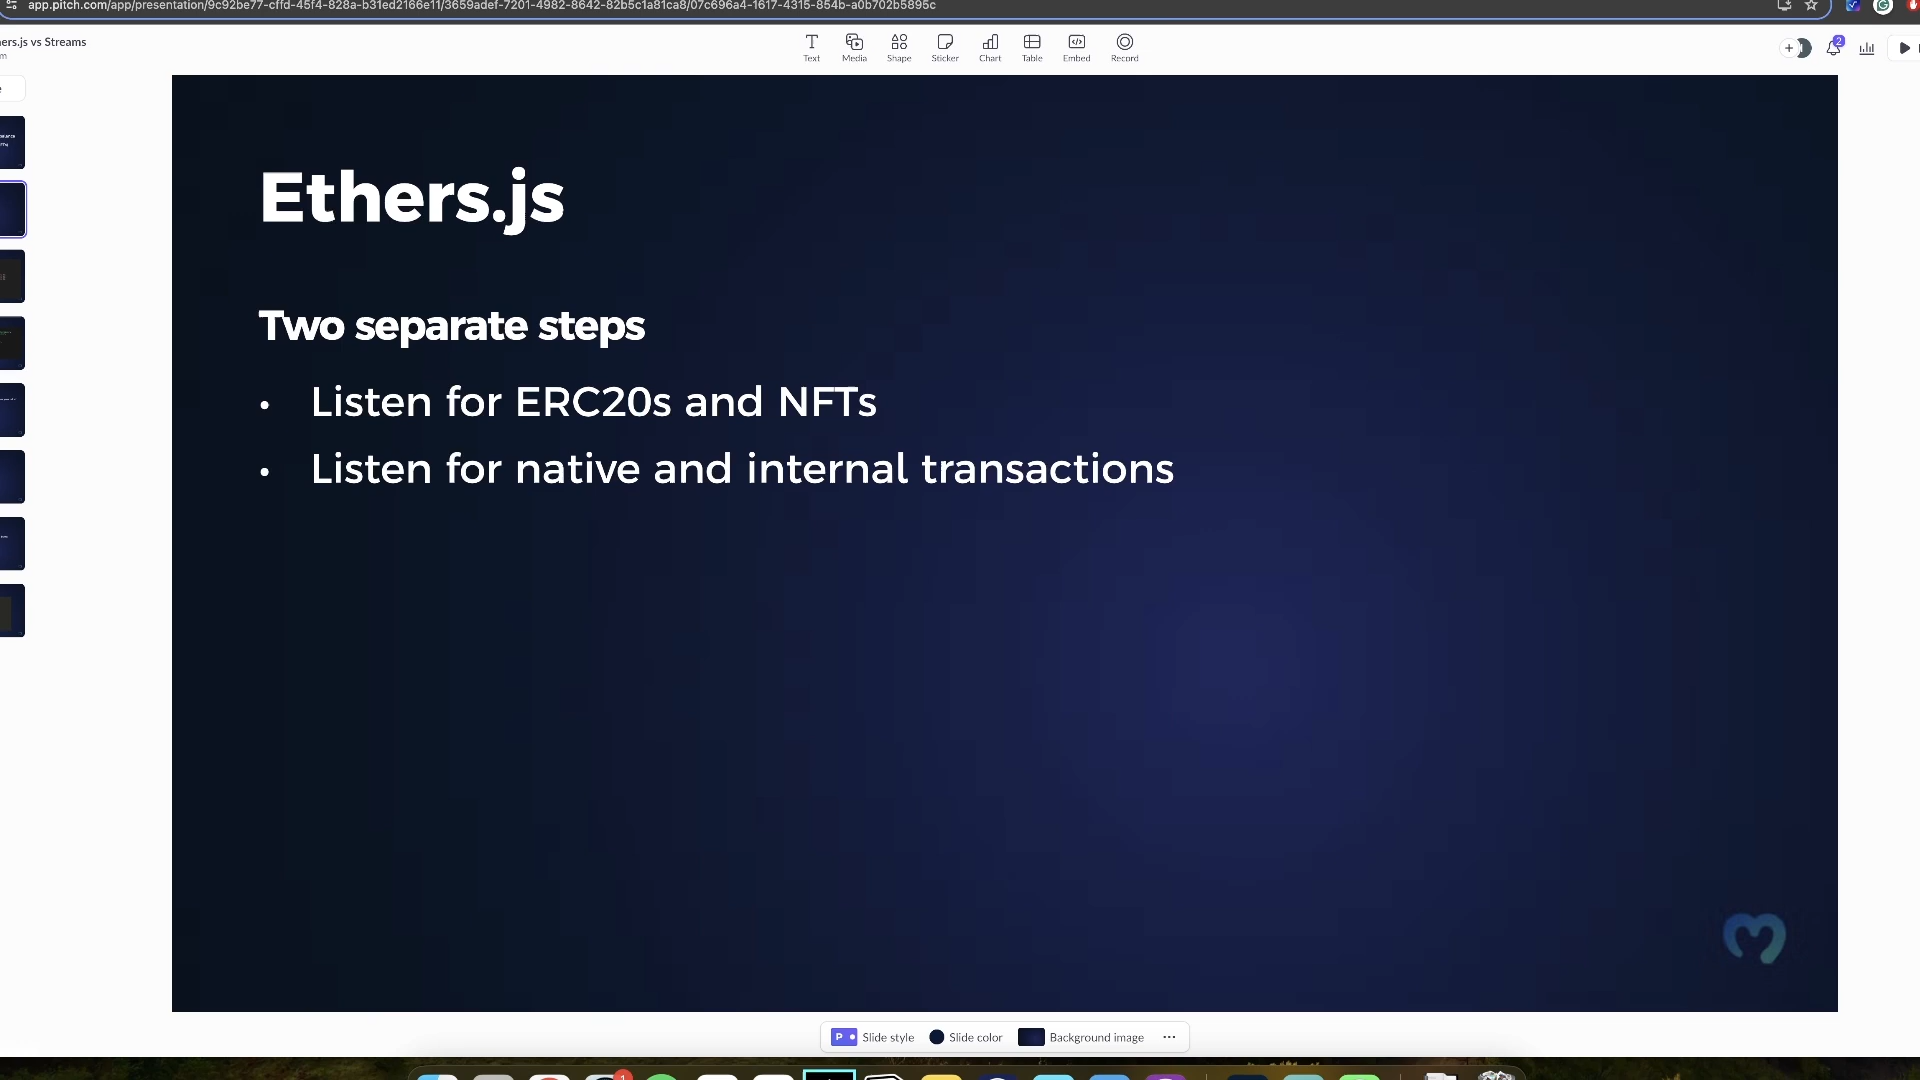 app.pitch.com/app/presentation/9c92be77-cffd-45f4-828a-b31ed2166e11/3659adef-7201-4982-8642-82b5c1a81ca8/07c696a4-1617-4315-854b-a0b702b5895c
ers.js vs Streams
Text
Media
Shape
Sticker
Chart
Table
Embed
Record
2
Ethers.js
Two separate steps
• Listen for ERC20s and NFTs
• Listen for native and internal transactions
P
Slide style
Slide color
Background image
1